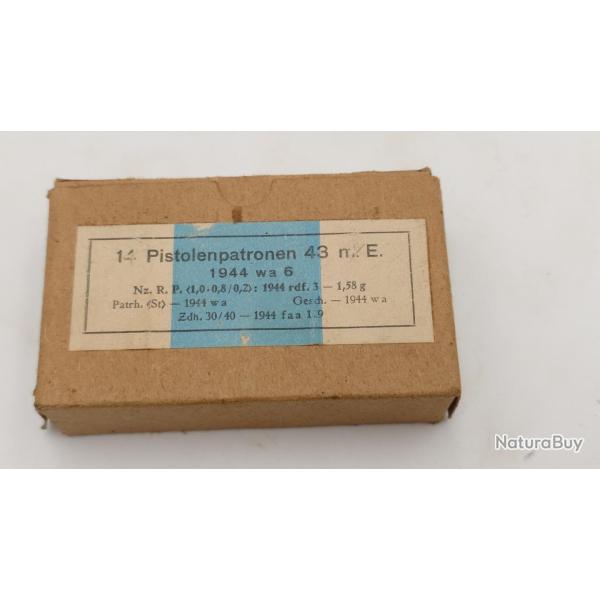 14 Pistolenpatronen 43 m. E.
1944 wa 6
Nz. R. P. (1,0·0,8/0,2): 1944 rdf. 3 — 1,58 g
Patrh. (St) — 1944 wa Gesch. — 1944 wa
Zdh. 30/40 — 1944 faa 1.9
NaturaBuy